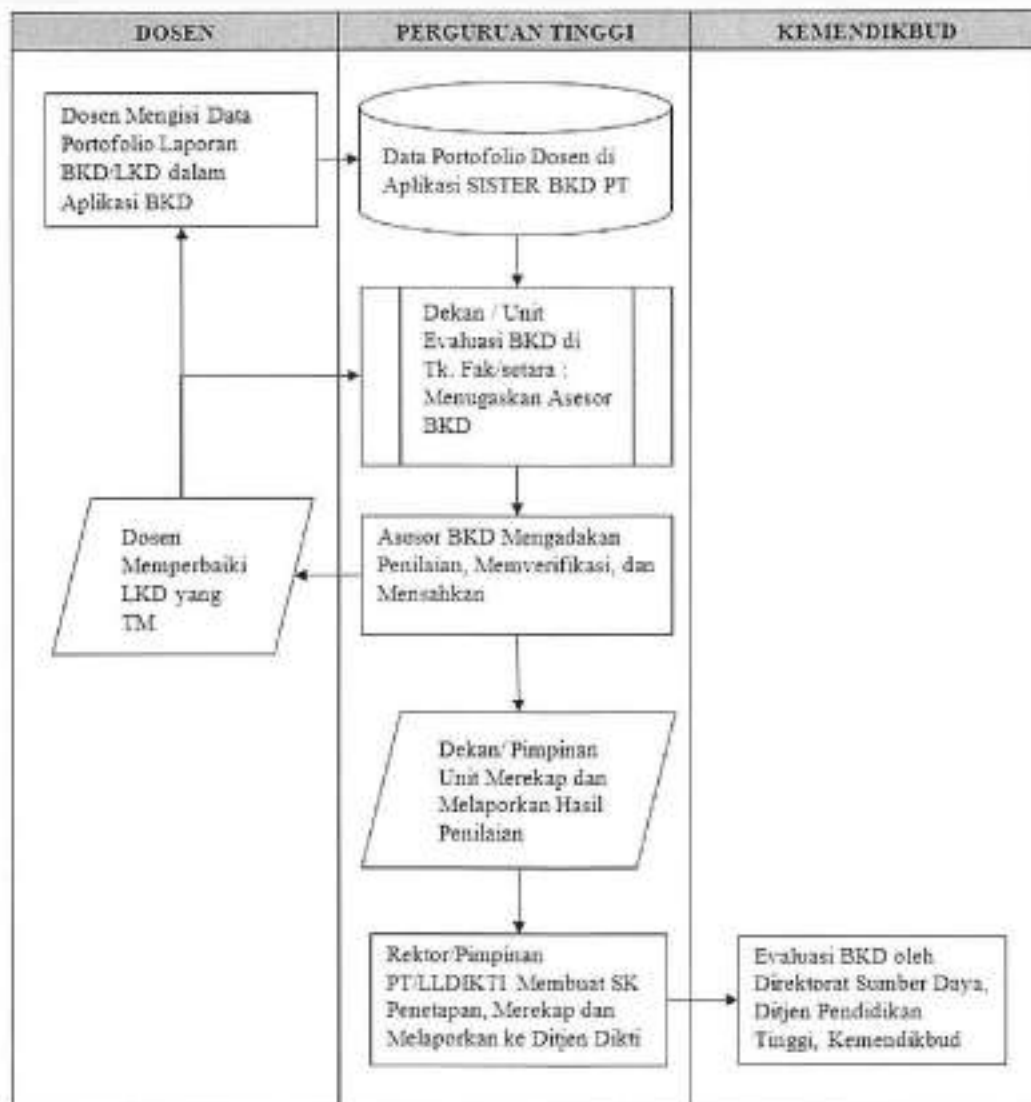 DOSEN
PERGURUAN TINGGI
KEMENDIKBUD
Dosen Mengisi Data
Portofolio Laporan
BKD/LKD dalam
Aplikasi BKD
Data Portofolio Dosen di
Aplikasi SISTER BKD PT
Dekan / Unit
Evaluasi BKD di
Tk. Fak/setara :
Menugaskan Asesor
BKD
Dosen
Memperbaiki
LKD yang
TM
Asesor BKD Mengadakan
Penilaian, Memverifikasi, dan
Mensahkan
Dekan/ Pimpinan
Unit Merekap dan
Melaporkan Hasil
Penilaian
Rektor/Pimpinan
PT/LLDIKTI Membuat SK
Penetapan, Merekap dan
Melaporkan ke Ditjen Dikti
Evaluasi BKD oleh
Direktorat Sumber Daya,
Ditjen Pendidikan
Tinggi, Kemendikbud